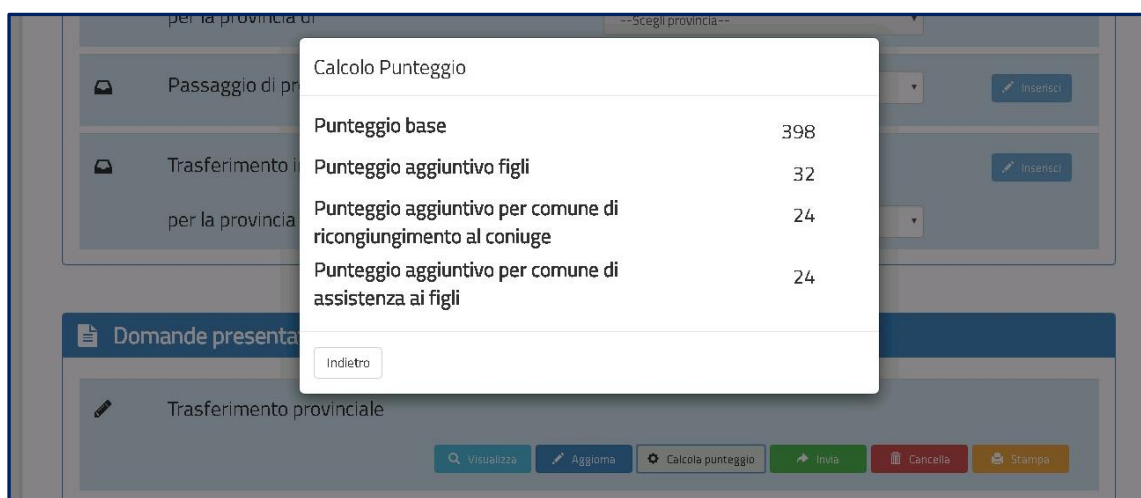 per la provincia di --Scegli provincia--
Calcolo Punteggio
Passaggio di pr Inserisci
Punteggio base 398
Trasferimento i Punteggio aggiuntivo figli 32 Inserisci
Punteggio aggiuntivo per comune di 24
per la provincia
ricongiungimento al coniuge
Punteggio aggiuntivo per comune di 24
assistenza ai figli
Domande presenta
Indietro
Trasferimento provinciale
Visualizza Aggiorna Calcola punteggio Invia Cancella Stampa